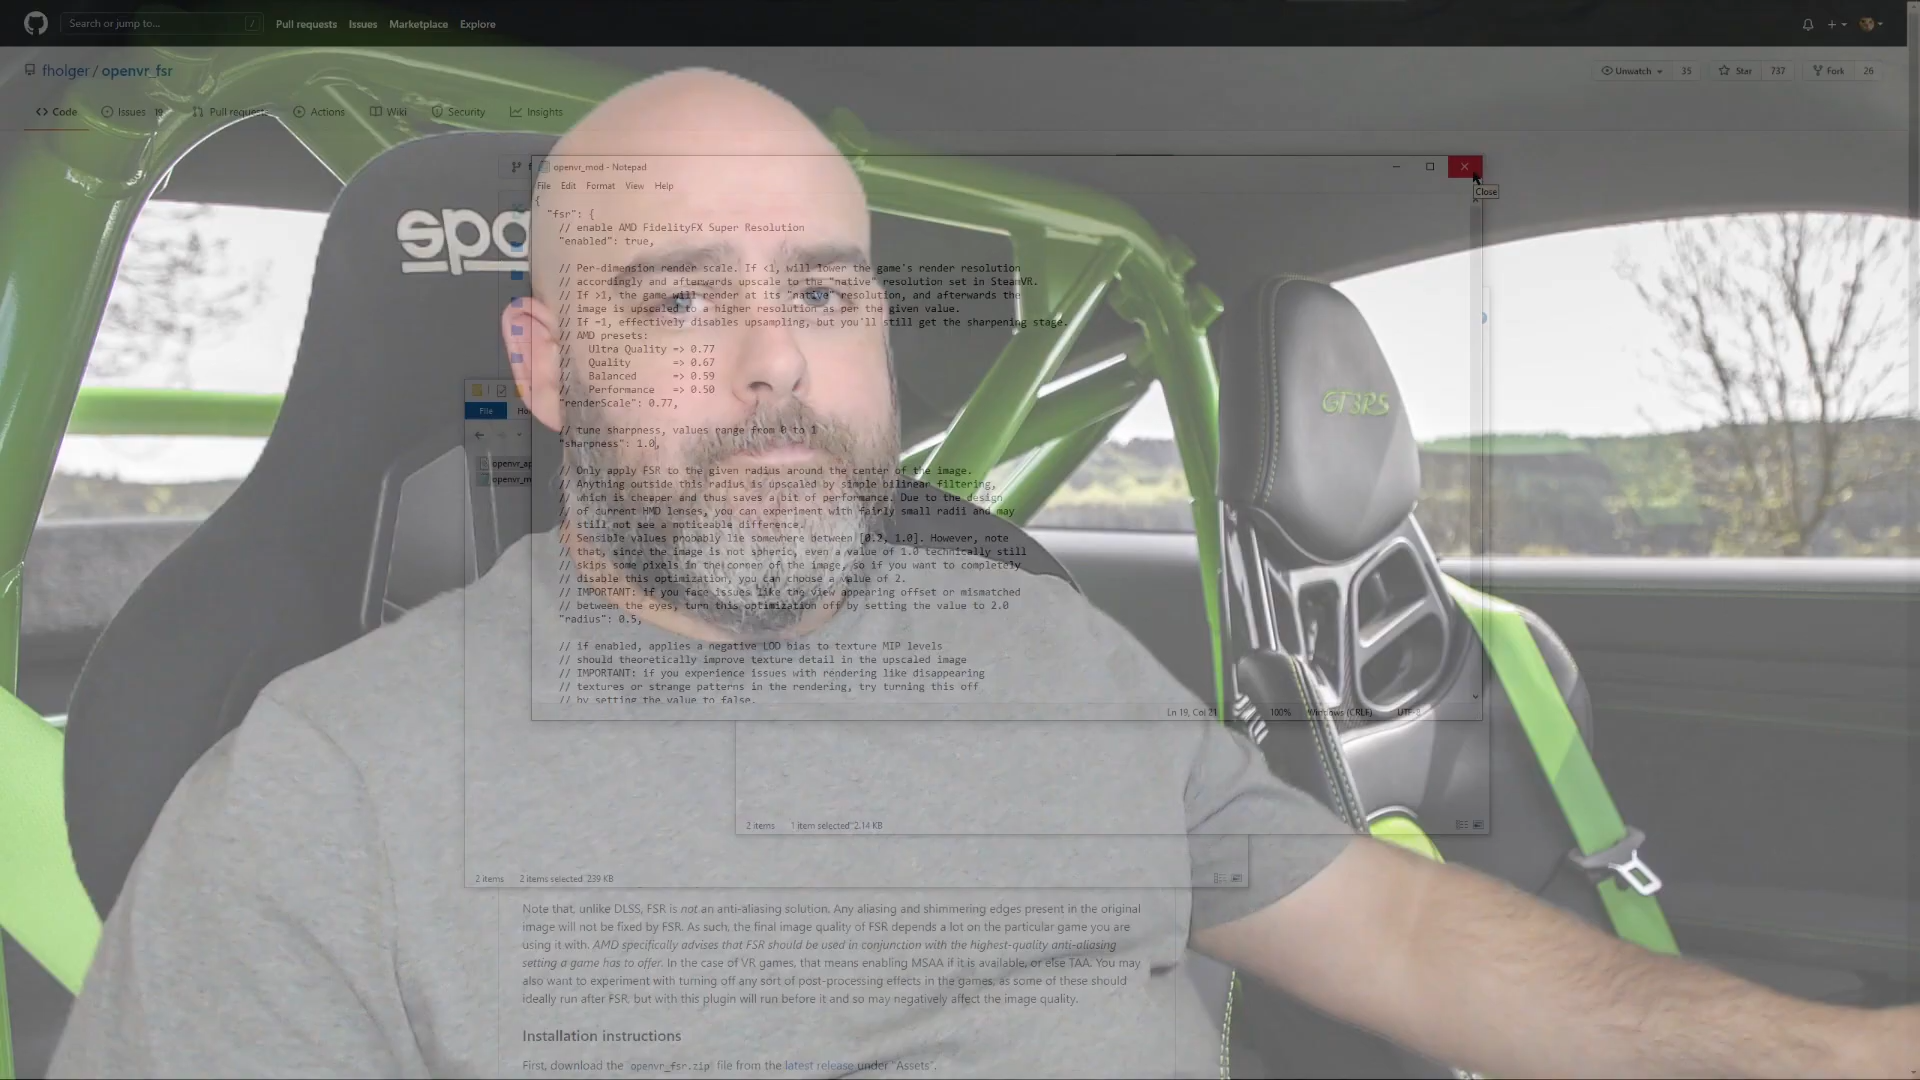 Search or jump to...
/
Pull requests
Issues
Marketplace
Explore
fholger / openvr_fsr
Unwatch
35
Star
737
Fork
26
Code
Issues 19
Pull requests
Actions
Wiki
Security
Insights
openvr_mod - Notepad
File Edit Format View Help
Close
{
"fsr": {
// enable AMD FidelityFX Super Resolution
"enabled": true,
// Per-dimension render scale. If <1, will lower the game's render resolution
// accordingly and afterwards upscale to the "native" resolution set in SteamVR.
// If >1, the game will render at its "native" resolution, and afterwards the
// image is upscaled to a higher resolution as per the given value.
// If =1, effectively disables upsampling, but you'll still get the sharpening stage.
// AMD presets:
// Ultra Quality => 0.77
// Quality => 0.67
// Balanced => 0.59
// Performance => 0.50
"renderScale": 0.77,
// tune sharpness, values range from 0 to 1
"sharpness": 1.0,
// Only apply FSR to the given radius around the center of the image.
// Anything outside this radius is upscaled by simple bilinear filtering,
// which is cheaper and thus saves a bit of performance. Due to the design
// of current HMD lenses, you can experiment with fairly small radii and may
// still not see a noticeable difference.
// Sensible values probably lie somewhere between [0.2, 1.0]. However, note
// that, since the image is not spheric, even a value of 1.0 technically still
// skips some pixels in the corner of the image, so if you want to completely
// disable this optimization, you can choose a value of 2.
// IMPORTANT: if you face issues like the view appearing offset or mismatched
// between the eyes, turn this optimization off by setting the value to 2.0
"radius": 0.5,
// if enabled, applies a negative LOD bias to texture MIP levels
// should theoretically improve texture detail in the upscaled image
// IMPORTANT: if you experience issues with rendering like disappearing
// textures or strange patterns in the rendering, try turning this off
// by setting the value to false.
Ln 19, Col 21
100%
Windows (CRLF)
UTF-8
File
Ho
openvr_ap
openvr_m
spa
GT3RS
2 items 1 item selected 2.14 KB
2 items 2 items selected 239 KB
Note that, unlike DLSS, FSR is not an anti-aliasing solution. Any aliasing and shimmering edges present in the original
image will not be fixed by FSR. As such, the final image quality of FSR depends a lot on the particular game you are
using it with. AMD specifically advises that FSR should be used in conjunction with the highest-quality anti-aliasing
setting a game has to offer. In the case of VR games, that means enabling MSAA if it is available, or else TAA. You may
also want to experiment with turning off any sort of post-processing effects in the games, as some of these should
ideally run after FSR, but with this plugin will run before it and so may negatively affect the image quality.
Installation instructions
First, download the openvr_fsr.zip file from the latest release under "Assets".